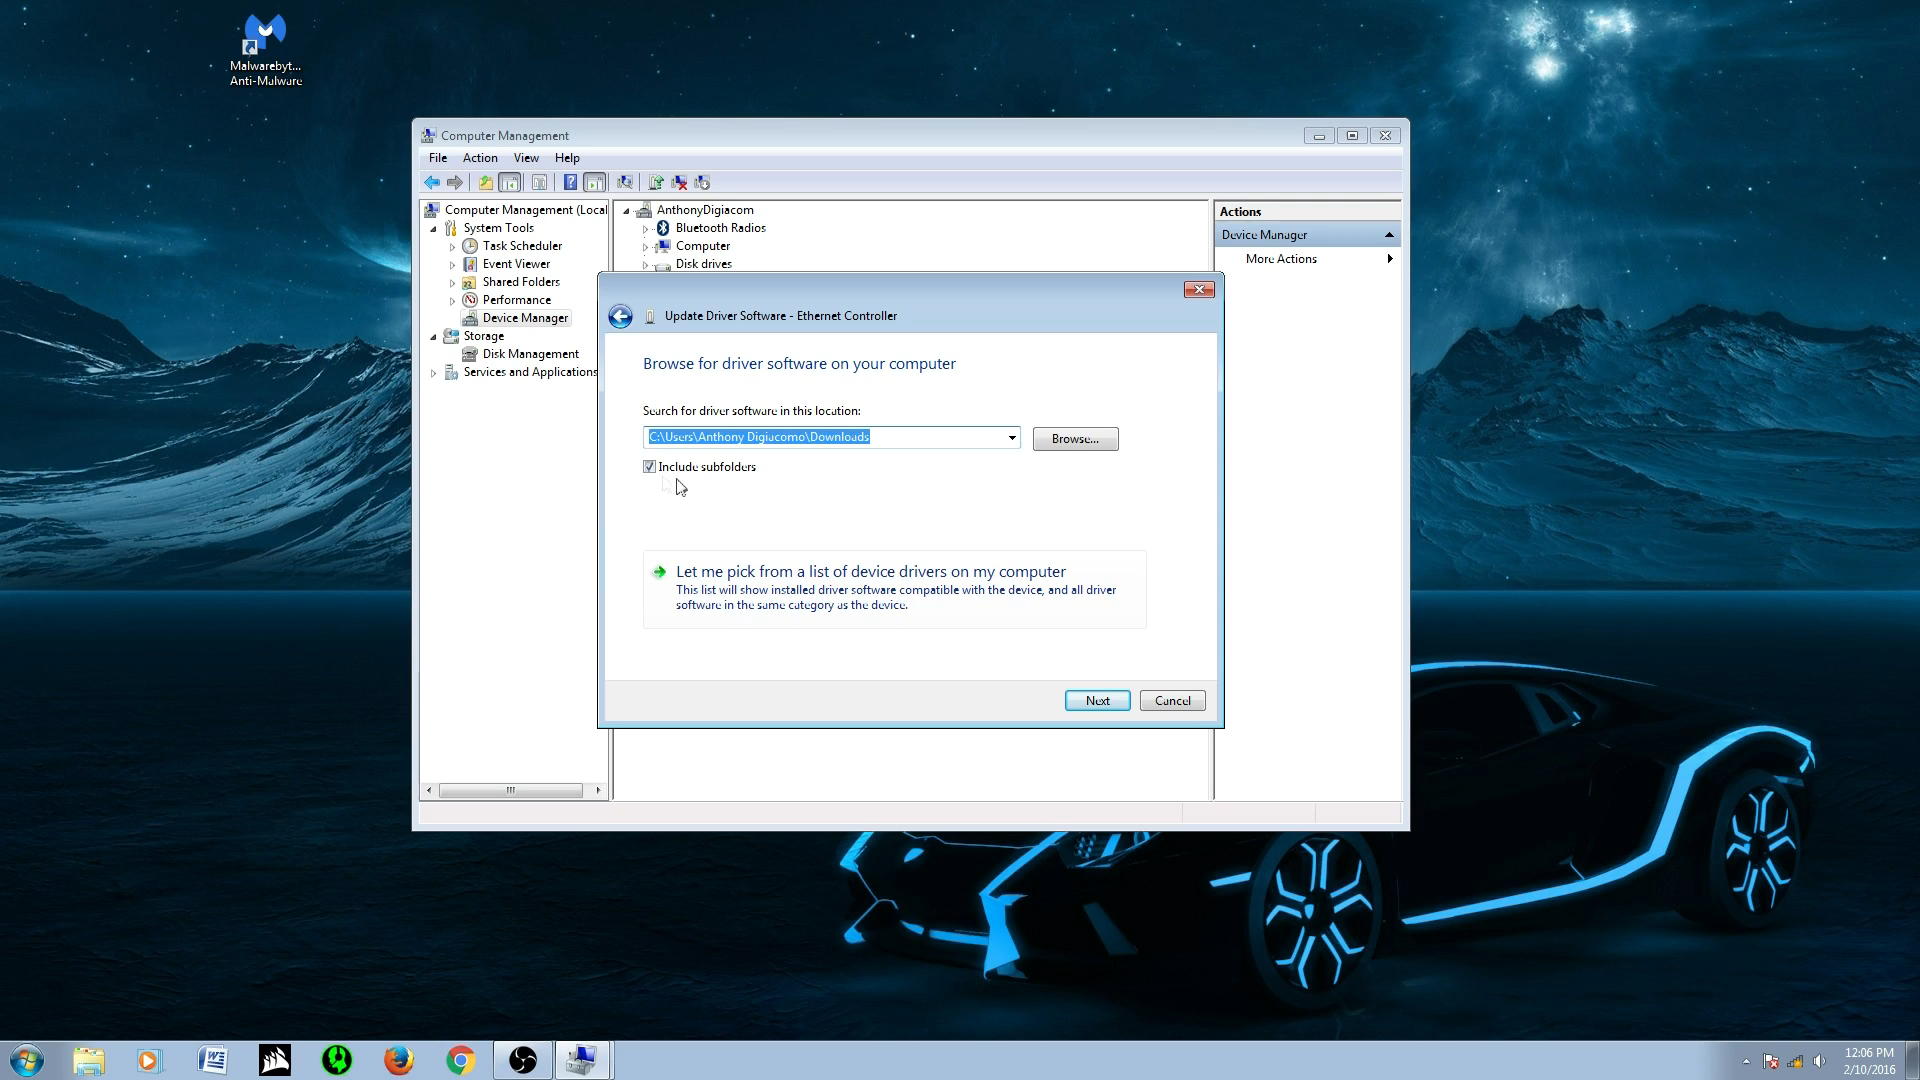 Malwarebyt...
Anti-Malware
Computer Management
File Action View Help
Computer Management (Local
System Tools
Task Scheduler
Event Viewer
Shared Folders
Performance
Device Manager
Storage
Disk Management
Services and Applications
AnthonyDigiacom
Bluetooth Radios
Computer
Disk drives
Actions
Device Manager
More Actions
Update Driver Software - Ethernet Controller
Browse for driver software on your computer
Search for driver software in this location:
C:\Users\Anthony Digiacomo\Downloads
Browse...
Include subfolders
Let me pick from a list of device drivers on my computer
This list will show installed driver software compatible with the device, and all driver
software in the same category as the device.
Next Cancel
12:06 PM
2/10/2016